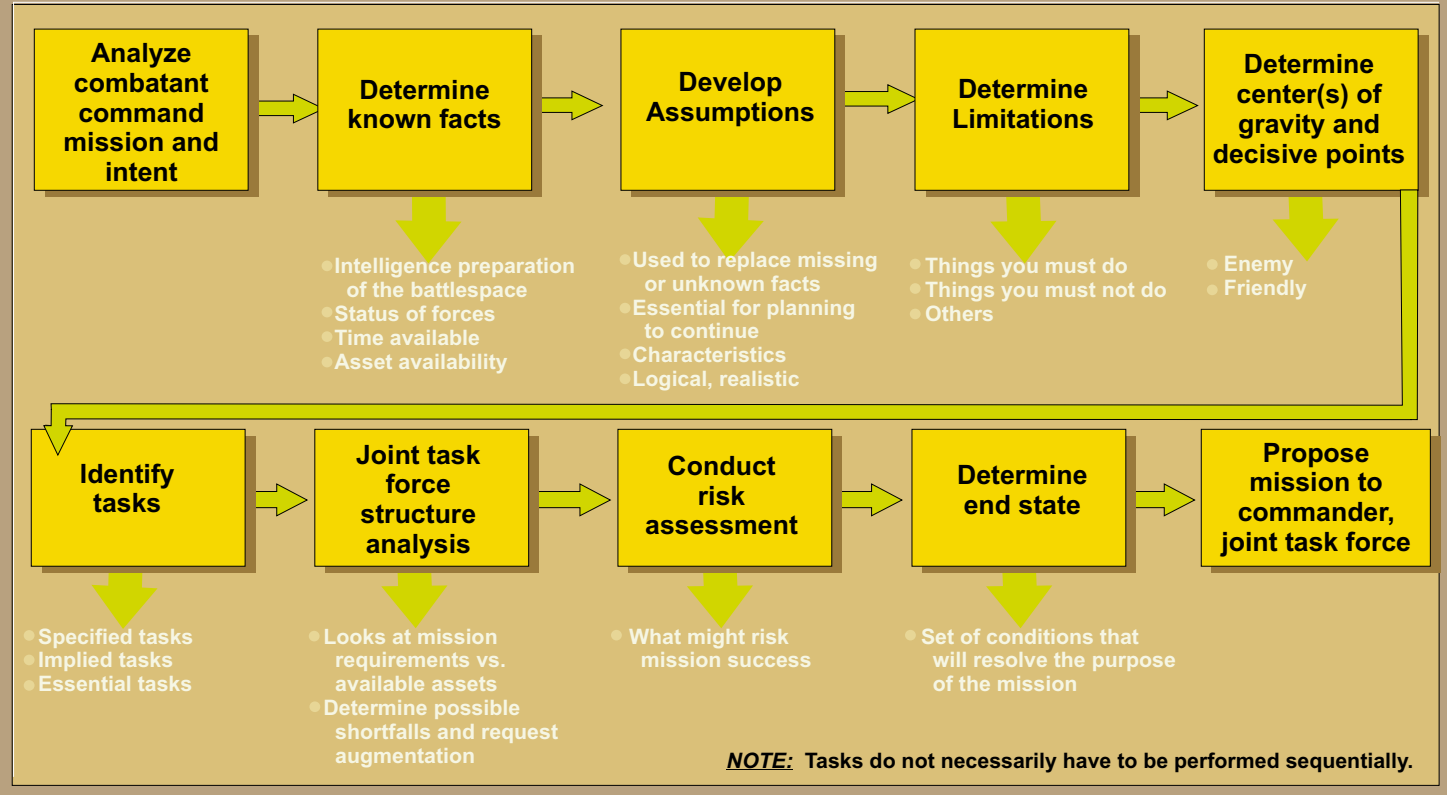 Analyze
combatant
command
mission and
intent
Determine
known facts
Develop
Assumptions
Determine
Limitations
Determine
center(s) of
gravity and
decisive points
Intelligence preparation
of the battlespace
Status of forces
Time available
Asset availability
Used to replace missing
or unknown facts
Essential for planning
to continue
Characteristics
Logical, realistic
Things you must do
Things you must not do
Others
Enemy
Friendly
Identify
tasks
Joint task
force
structure
analysis
Conduct
risk
assessment
Determine
end state
Propose
mission to
commander,
joint task force
Specified tasks
Implied tasks
Essential tasks
Looks at mission
requirements vs.
available assets
Determine possible
shortfalls and request
augmentation
What might risk
mission success
Set of conditions that
will resolve the purpose
of the mission
NOTE: Tasks do not necessarily have to be performed sequentially.